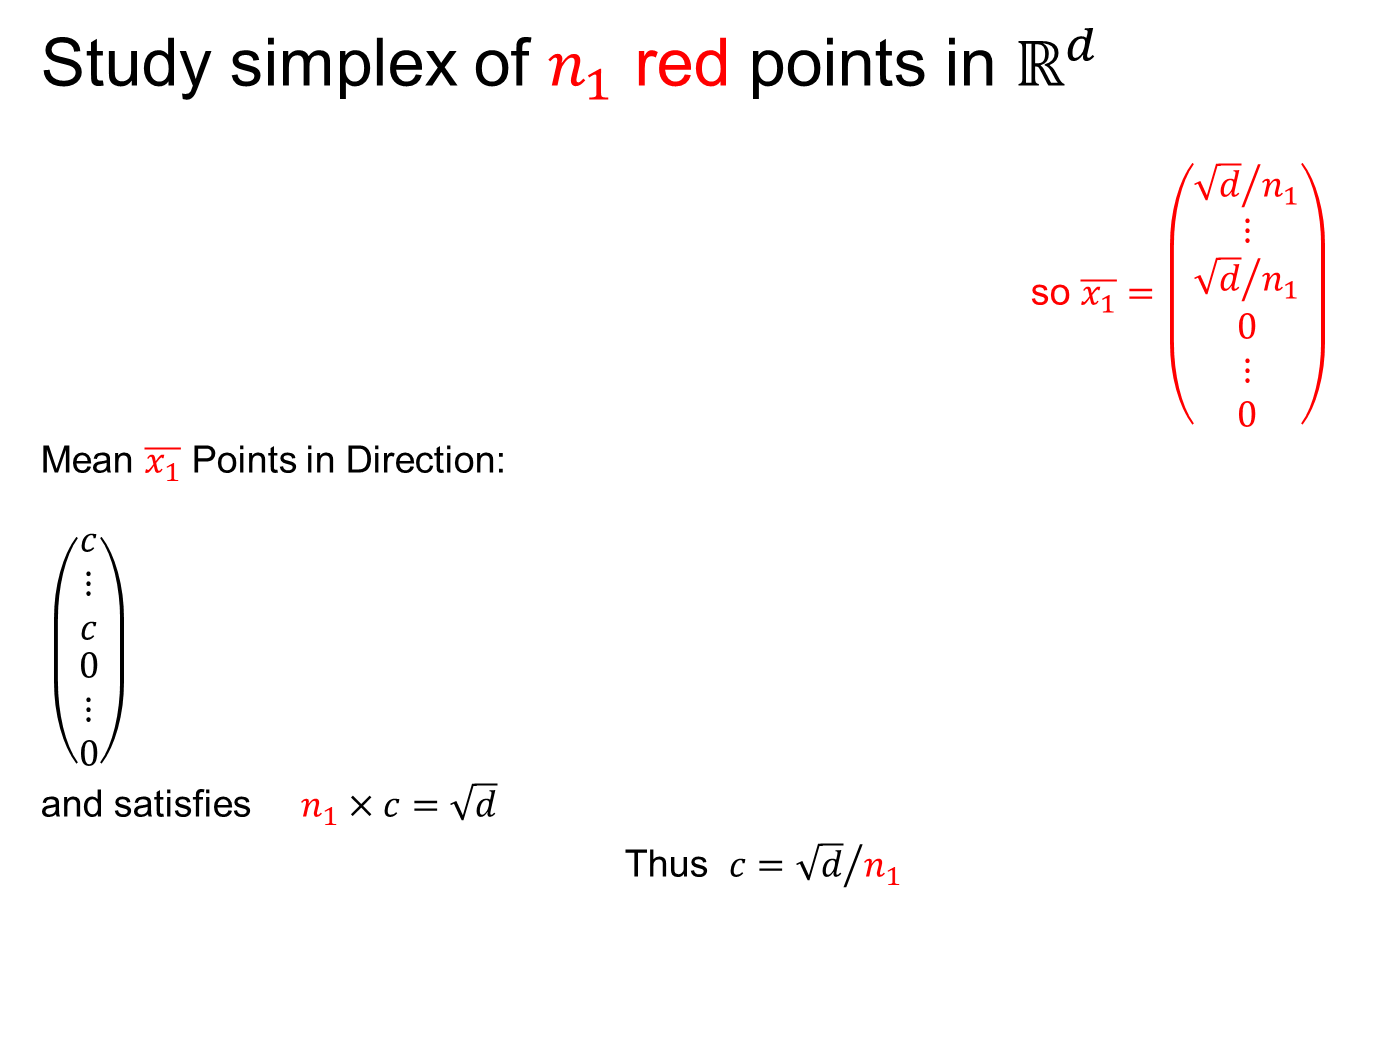 Study simplex of n₁ red points in ℝᵈ
so x̅₁ =
√d/n₁
⋮
√d/n₁
0
⋮
0
Mean x̅₁ Points in Direction:
c
⋮
c
0
⋮
0
and satisfies n₁ × c = √d
Thus c = √d/n₁